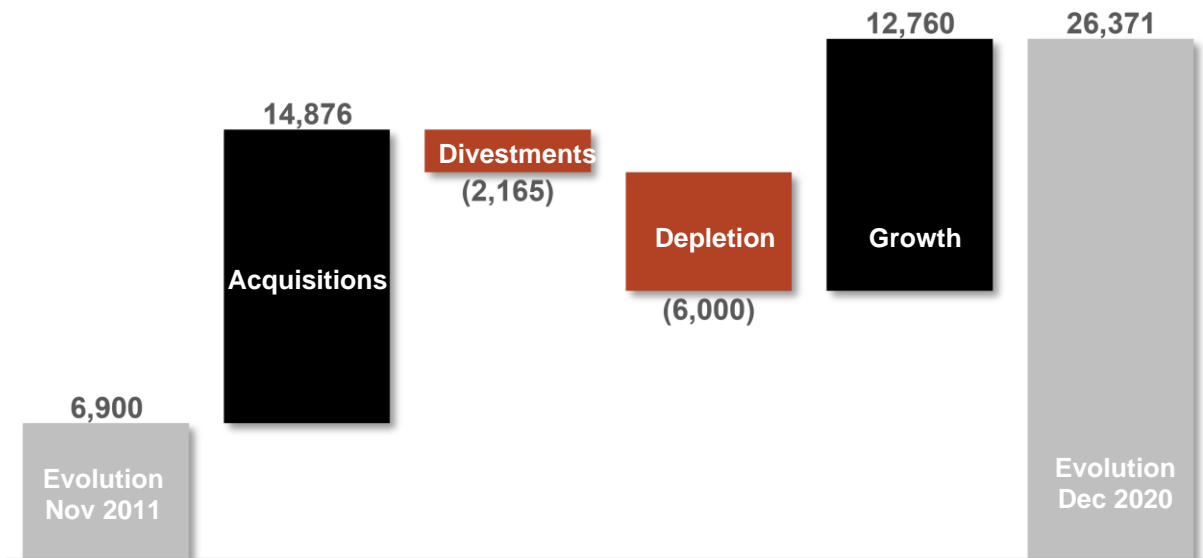 6,900
Evolution
Nov 2011
14,876
Acquisitions
Divestments
(2,165)
Depletion
(6,000)
12,760
Growth
26,371
Evolution
Dec 2020